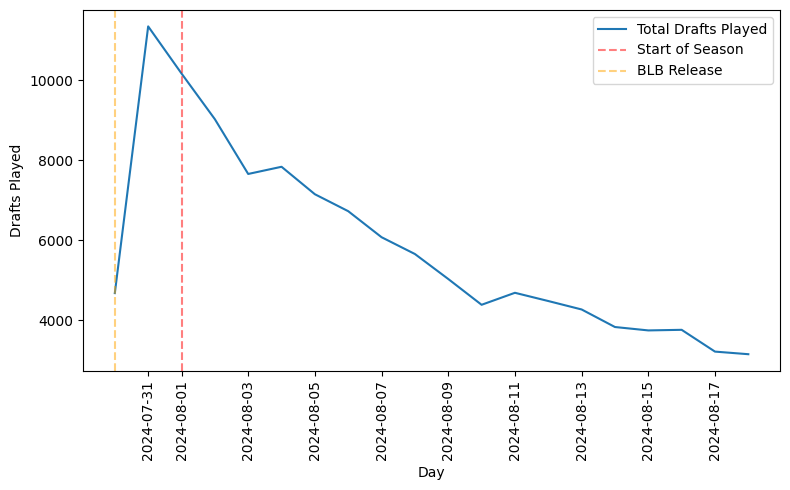 Total Drafts Played
Start of Season
BLB Release
Drafts Played
10000
8000
6000
4000
2024-07-31
2024-08-01
2024-08-03
2024-08-05
2024-08-07
2024-08-09
2024-08-11
2024-08-13
2024-08-15
2024-08-17
Day